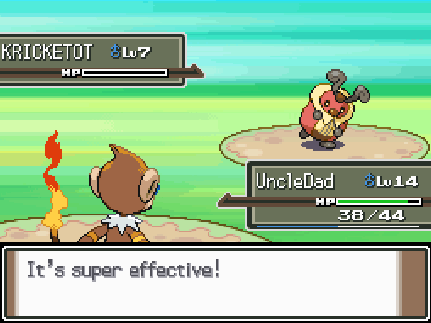 KRICKETOT ♂Lv7
HP
UncleDad ♂Lv14
HP
38/44
It's super effective!